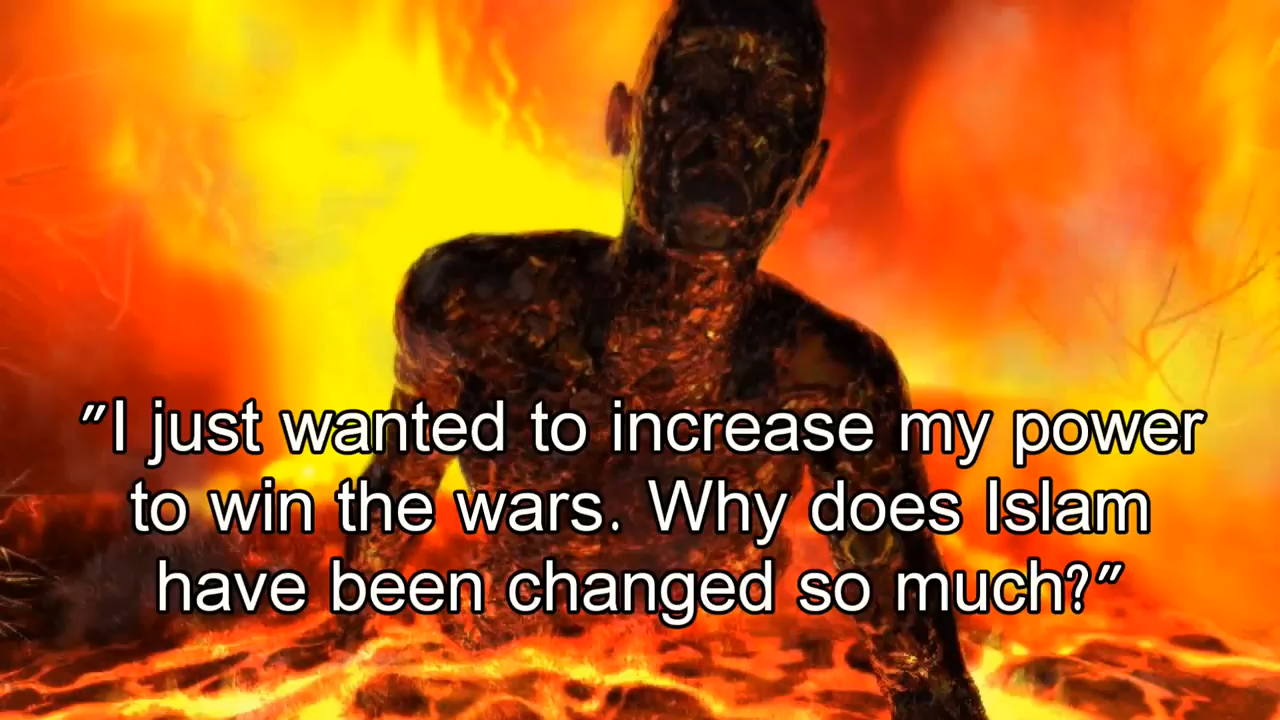 "I just wanted to increase my power
to win the wars. Why does Islam
have been changed so much?"